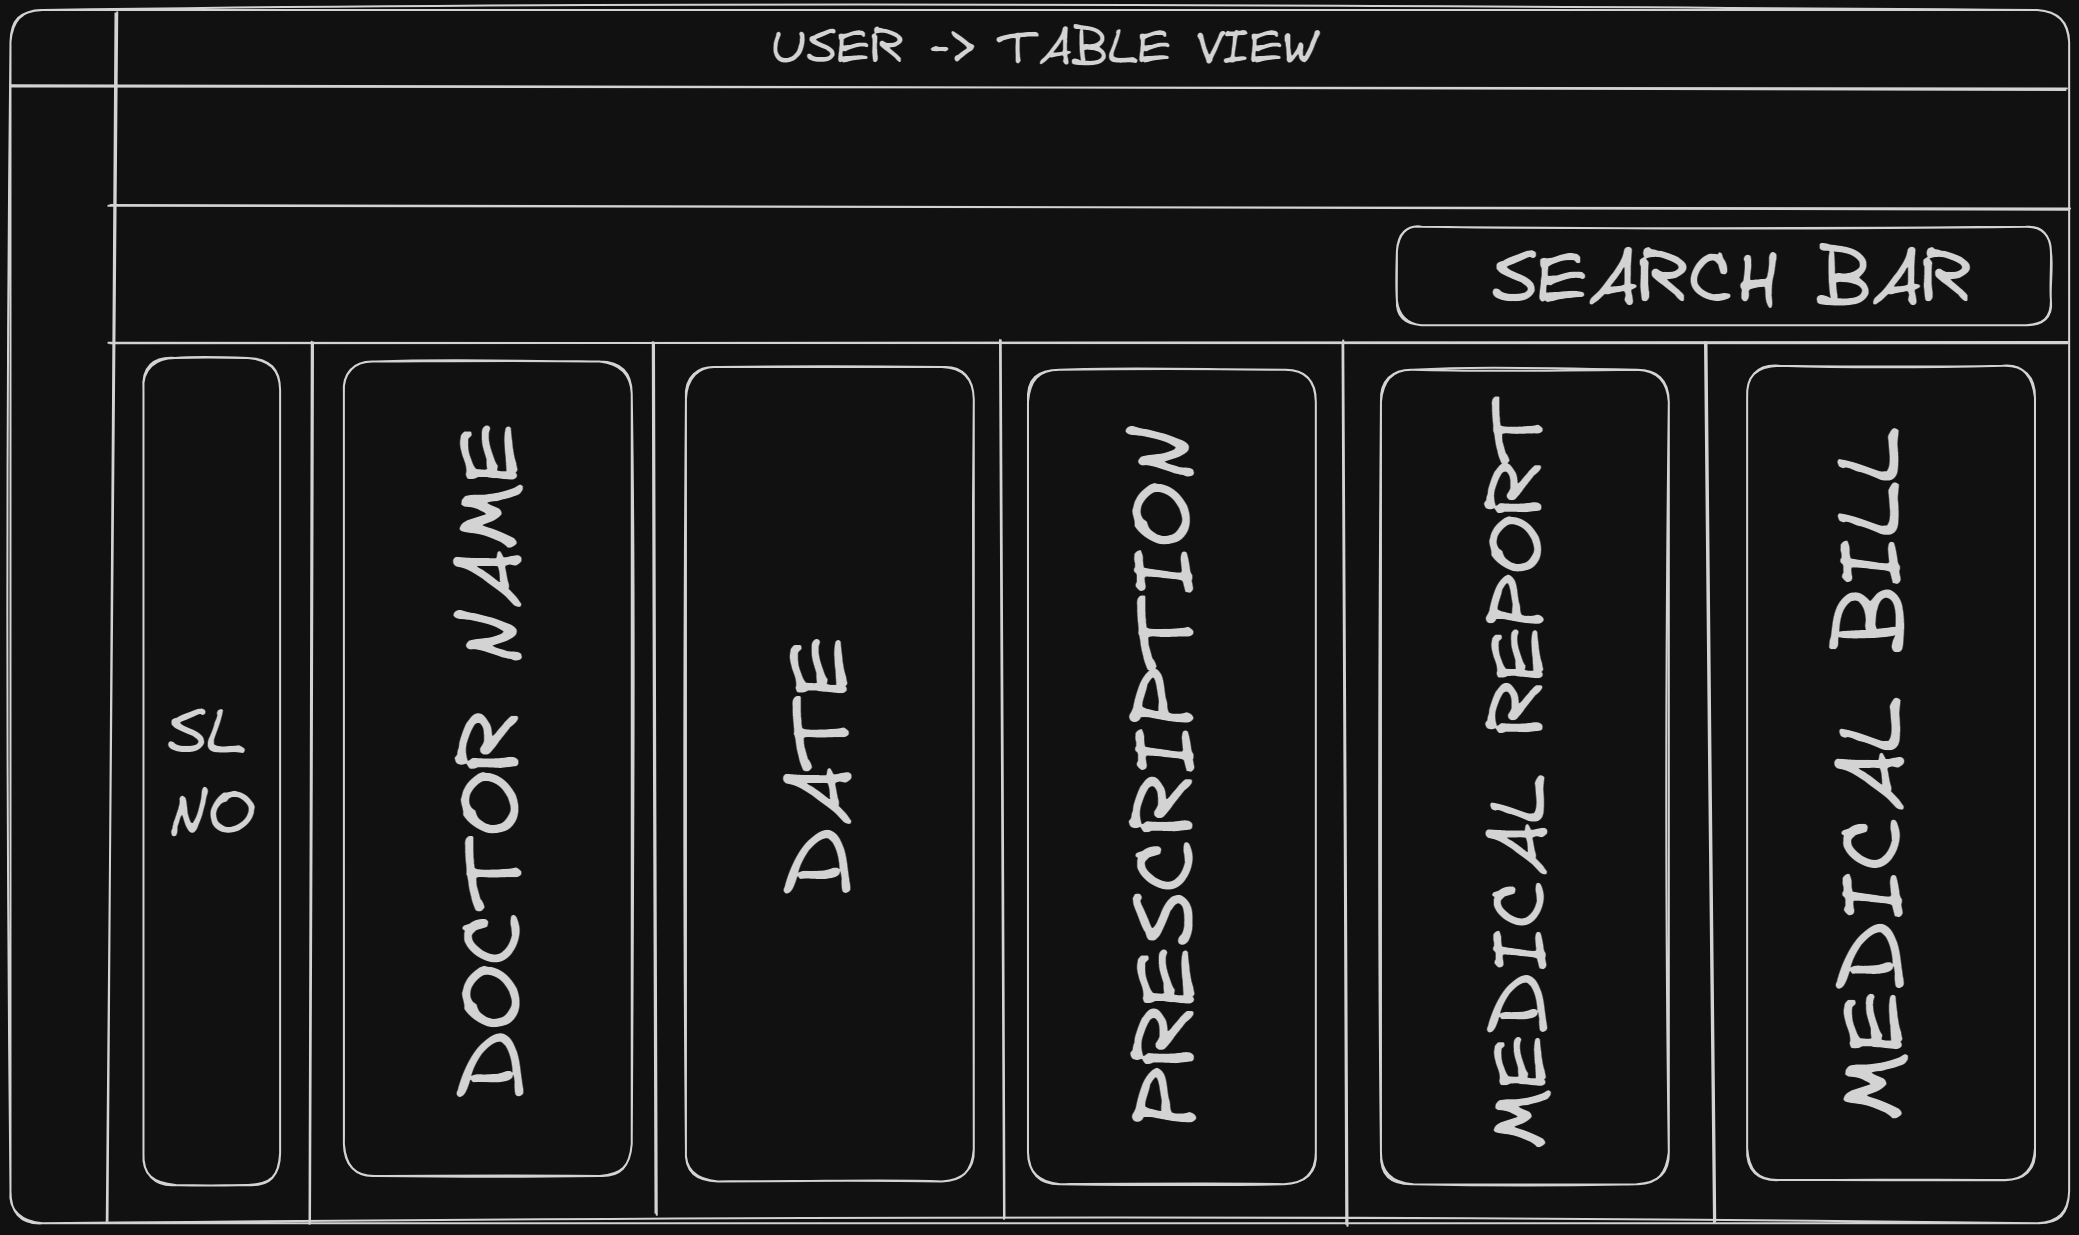 USER -> TABLE VIEW
SEARCH BAR
SL
NO
DOCTOR NAME
DATE
PRESCRIPTION
MEDICAL REPORT
MEDICAL BILL